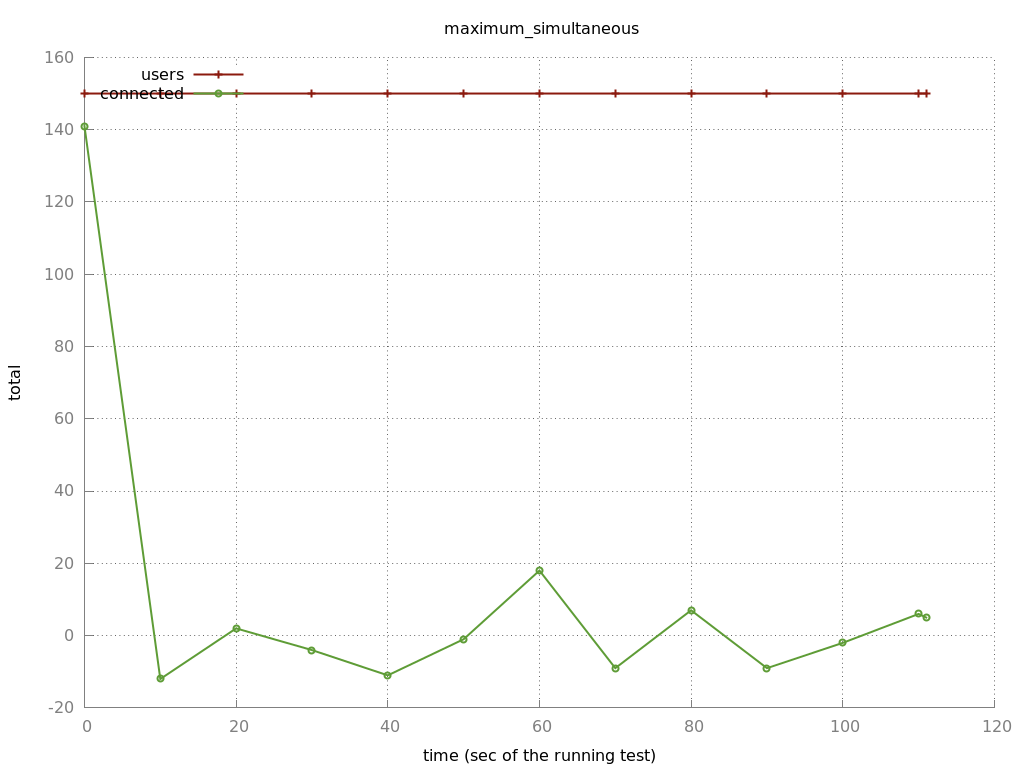 maximum_simultaneous
160
users
connected
140
120
100
80
60
40
20
0
-20
0 20 40 60 80 100 120
total
time (sec of the running test)